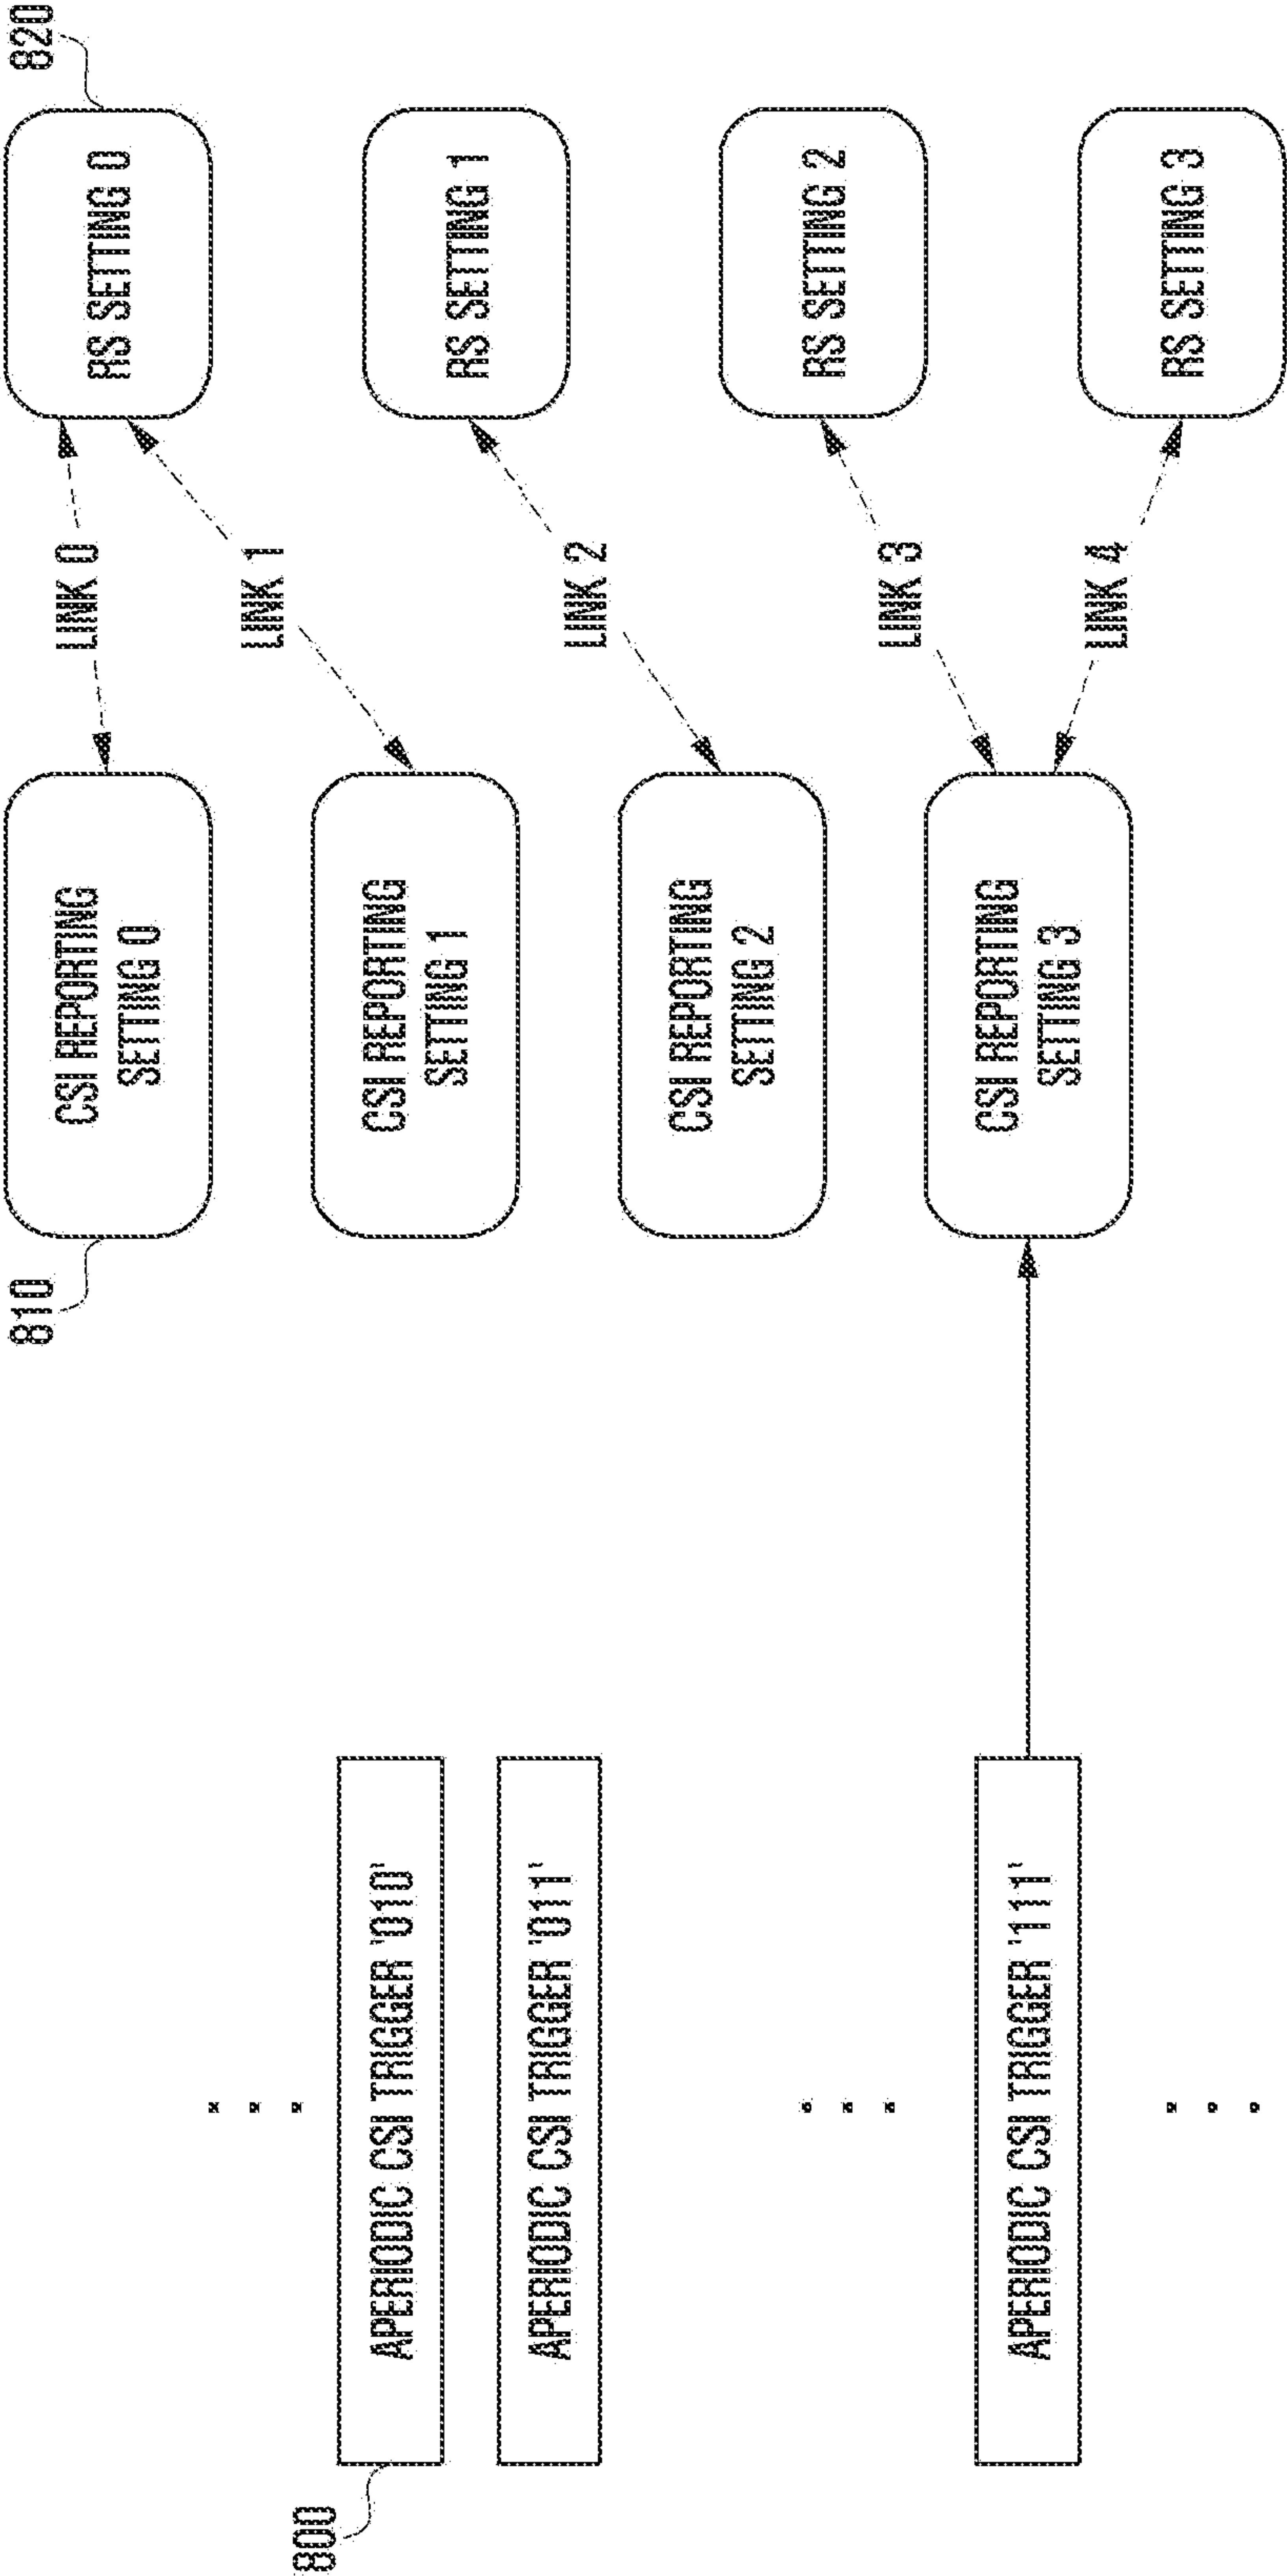 800
APERIODIC CSI TRIGGER '010'
APERIODIC CSI TRIGGER '011'
APERIODIC CSI TRIGGER '111'
810
CSI REPORTING
SETTING 0
CSI REPORTING
SETTING 1
CSI REPORTING
SETTING 2
CSI REPORTING
SETTING 3
LINK 0
LINK 1
LINK 2
LINK 3
LINK 4
820
RS SETTING 0
RS SETTING 1
RS SETTING 2
RS SETTING 3